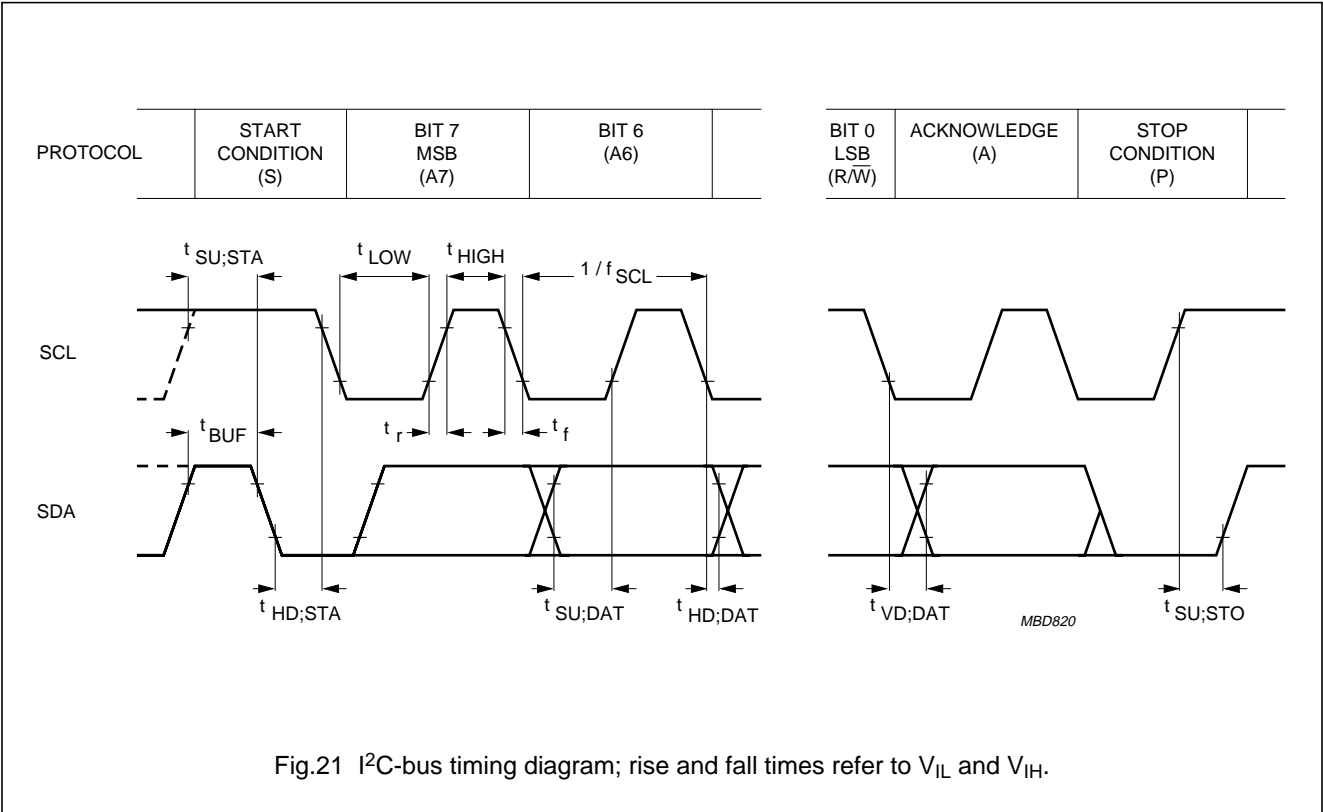 PROTOCOL
START
CONDITION
(S)
BIT 7
MSB
(A7)
BIT 6
(A6)
BIT 0
LSB
(R/W̅)
ACKNOWLEDGE
(A)
STOP
CONDITION
(P)
t SU;STA
t LOW
t HIGH
1 / f SCL
SCL
t BUF
t r
t f
SDA
t HD;STA
t SU;DAT
t HD;DAT
t VD;DAT
MBD820
t SU;STO
Fig.21 I²C-bus timing diagram; rise and fall times refer to VIL and VIH.